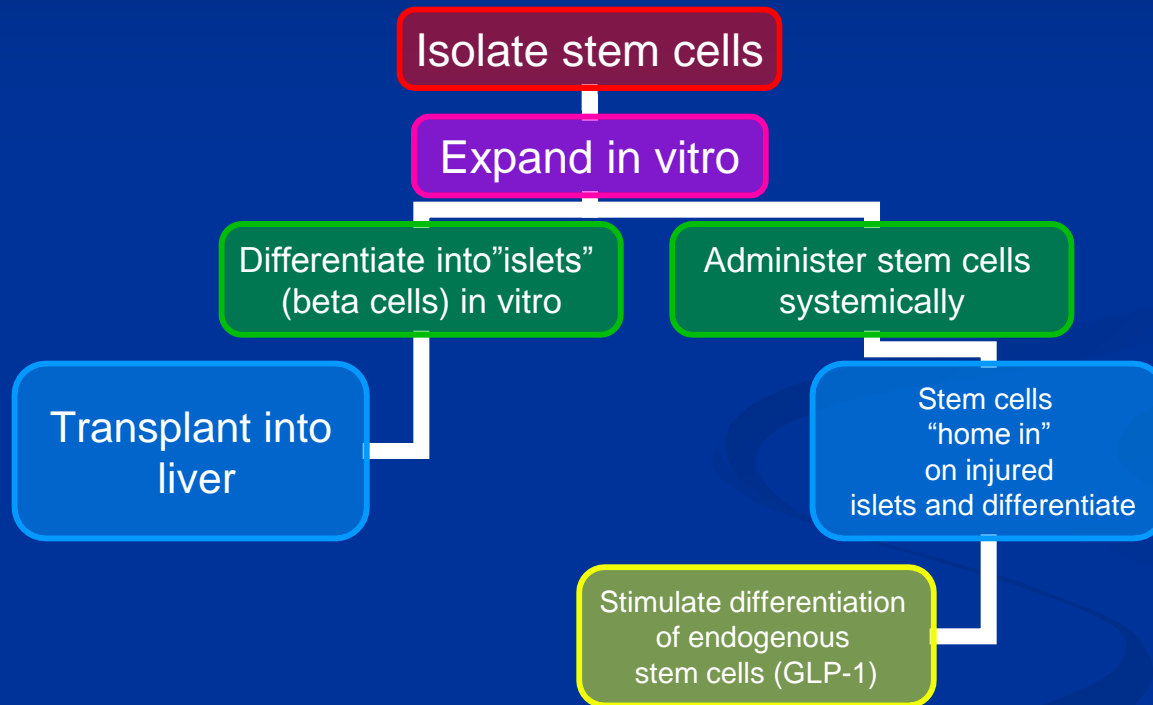 Isolate stem cells
Expand in vitro
Differentiate into”islets”
(beta cells) in vitro
Administer stem cells
systemically
Transplant into
liver
Stem cells
“home in”
on injured
islets and differentiate
Stimulate differentiation
of endogenous
stem cells (GLP-1)